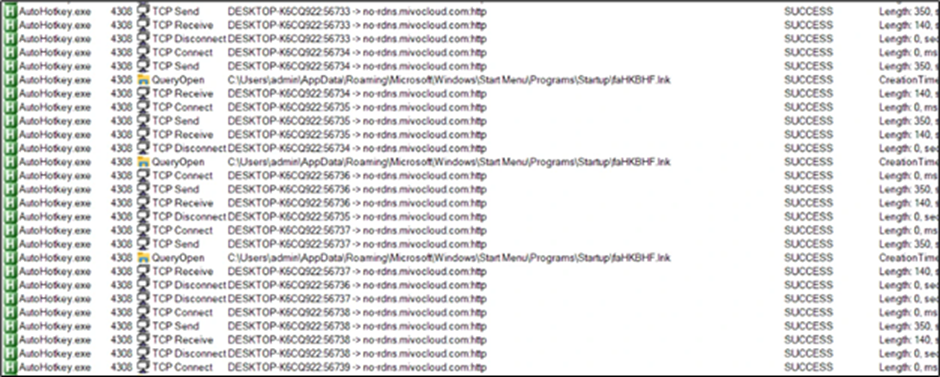 AutoHotkey.exe 4308 TCP Send DESKTOP-K6CQ922:56733 -> no-rdns.mivocloud.com:http SUCCESS Length: 350, s
AutoHotkey.exe 4308 TCP Receive DESKTOP-K6CQ922:56733 -> no-rdns.mivocloud.com:http SUCCESS Length: 140, s
AutoHotkey.exe 4308 TCP Disconnect DESKTOP-K6CQ922:56733 -> no-rdns.mivocloud.com:http SUCCESS Length: 0, sec
AutoHotkey.exe 4308 TCP Connect DESKTOP-K6CQ922:56734 -> no-rdns.mivocloud.com:http SUCCESS Length: 0, ms
AutoHotkey.exe 4308 TCP Send DESKTOP-K6CQ922:56734 -> no-rdns.mivocloud.com:http SUCCESS Length: 350, s
AutoHotkey.exe 4308 QueryOpen C:\Users\admin\AppData\Roaming\Microsoft\Windows\Start Menu\Programs\Startup\faHKBHF.lnk SUCCESS CreationTime
AutoHotkey.exe 4308 TCP Receive DESKTOP-K6CQ922:56734 -> no-rdns.mivocloud.com:http SUCCESS Length: 140, s
AutoHotkey.exe 4308 TCP Connect DESKTOP-K6CQ922:56735 -> no-rdns.mivocloud.com:http SUCCESS Length: 0, ms
AutoHotkey.exe 4308 TCP Send DESKTOP-K6CQ922:56735 -> no-rdns.mivocloud.com:http SUCCESS Length: 350, s
AutoHotkey.exe 4308 TCP Receive DESKTOP-K6CQ922:56735 -> no-rdns.mivocloud.com:http SUCCESS Length: 140, s
AutoHotkey.exe 4308 TCP Disconnect DESKTOP-K6CQ922:56734 -> no-rdns.mivocloud.com:http SUCCESS Length: 0, sec
AutoHotkey.exe 4308 QueryOpen C:\Users\admin\AppData\Roaming\Microsoft\Windows\Start Menu\Programs\Startup\faHKBHF.lnk SUCCESS CreationTime
AutoHotkey.exe 4308 TCP Connect DESKTOP-K6CQ922:56736 -> no-rdns.mivocloud.com:http SUCCESS Length: 0, ms
AutoHotkey.exe 4308 TCP Send DESKTOP-K6CQ922:56736 -> no-rdns.mivocloud.com:http SUCCESS Length: 350, s
AutoHotkey.exe 4308 TCP Receive DESKTOP-K6CQ922:56736 -> no-rdns.mivocloud.com:http SUCCESS Length: 140, s
AutoHotkey.exe 4308 TCP Disconnect DESKTOP-K6CQ922:56735 -> no-rdns.mivocloud.com:http SUCCESS Length: 0, sec
AutoHotkey.exe 4308 TCP Connect DESKTOP-K6CQ922:56737 -> no-rdns.mivocloud.com:http SUCCESS Length: 0, ms
AutoHotkey.exe 4308 TCP Send DESKTOP-K6CQ922:56737 -> no-rdns.mivocloud.com:http SUCCESS Length: 350, s
AutoHotkey.exe 4308 QueryOpen C:\Users\admin\AppData\Roaming\Microsoft\Windows\Start Menu\Programs\Startup\faHKBHF.lnk SUCCESS CreationTime
AutoHotkey.exe 4308 TCP Receive DESKTOP-K6CQ922:56737 -> no-rdns.mivocloud.com:http SUCCESS Length: 140, s
AutoHotkey.exe 4308 TCP Disconnect DESKTOP-K6CQ922:56736 -> no-rdns.mivocloud.com:http SUCCESS Length: 0, sec
AutoHotkey.exe 4308 TCP Disconnect DESKTOP-K6CQ922:56737 -> no-rdns.mivocloud.com:http SUCCESS Length: 0, sec
AutoHotkey.exe 4308 TCP Connect DESKTOP-K6CQ922:56738 -> no-rdns.mivocloud.com:http SUCCESS Length: 0, ms
AutoHotkey.exe 4308 TCP Send DESKTOP-K6CQ922:56738 -> no-rdns.mivocloud.com:http SUCCESS Length: 350, s
AutoHotkey.exe 4308 TCP Receive DESKTOP-K6CQ922:56738 -> no-rdns.mivocloud.com:http SUCCESS Length: 140, s
AutoHotkey.exe 4308 TCP Disconnect DESKTOP-K6CQ922:56738 -> no-rdns.mivocloud.com:http SUCCESS Length: 0, sec
AutoHotkey.exe 4308 TCP Connect DESKTOP-K6CQ922:56739 -> no-rdns.mivocloud.com:http SUCCESS Length: 0, ms